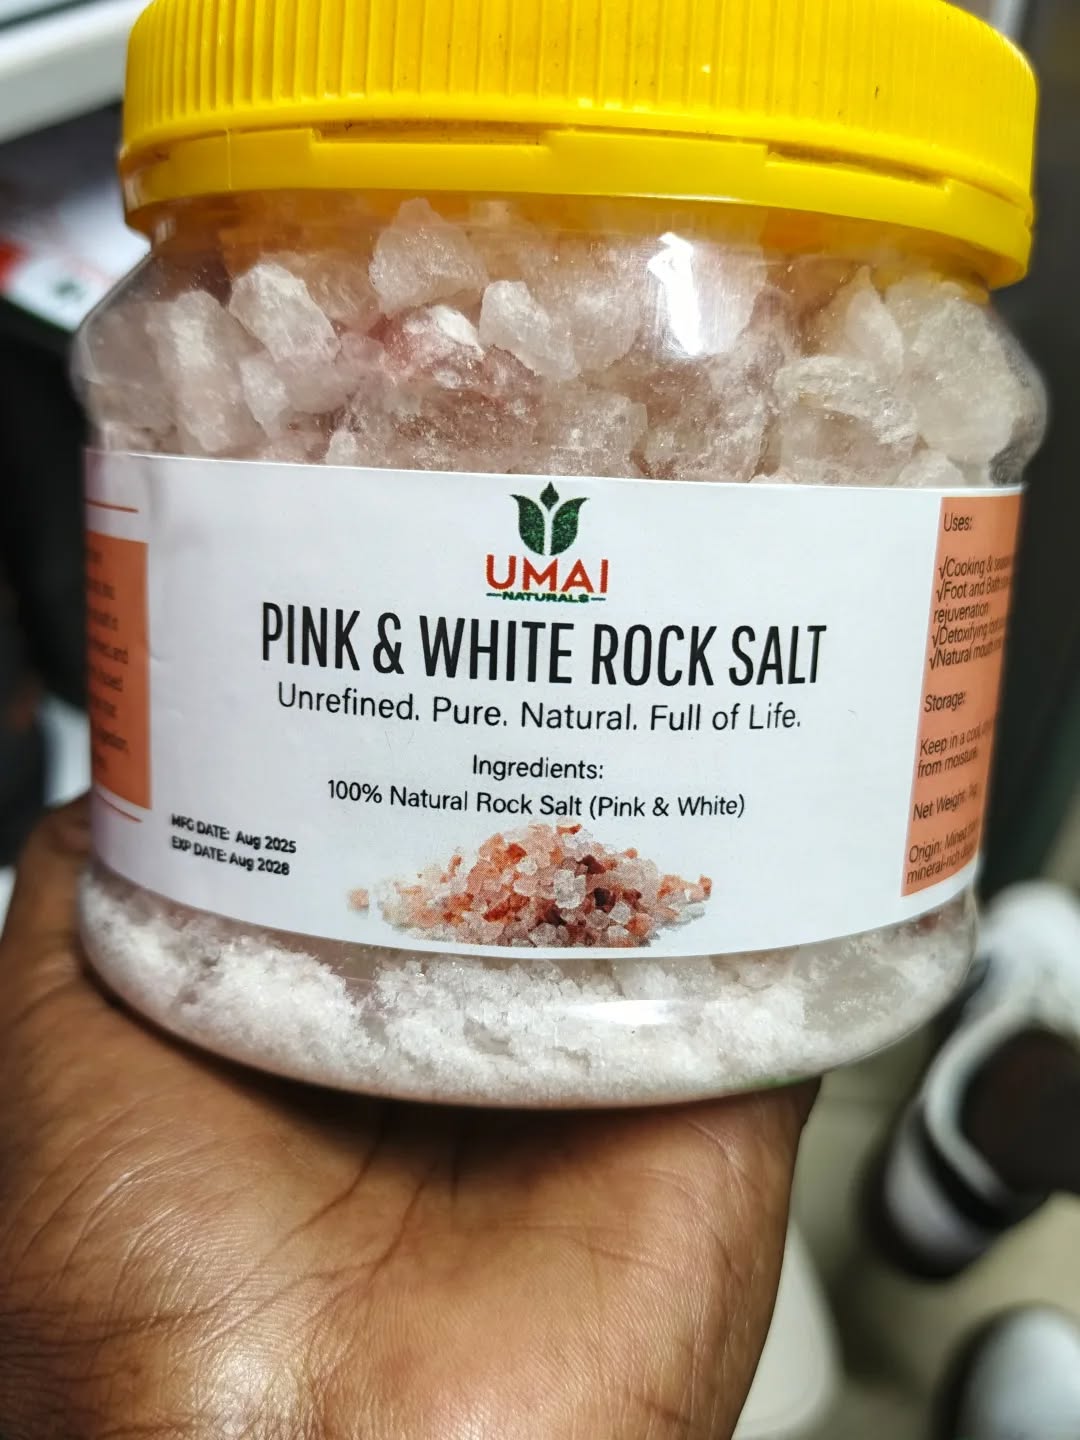 UMAI
NATURALS
PINK & WHITE ROCK SALT
Unrefined. Pure. Natural. Full of Life.
Ingredients:
100% Natural Rock Salt (Pink & White)
MFG DATE: Aug 2025
EXP DATE: Aug 2028
Uses:
√Cooking &
√Foot and Bath
rejuvenation
√Detoxifying
√Natural mouth
Storage:
Keep in a cool
from moisture
Net Weight:
Origin: Mined
mineral-rich